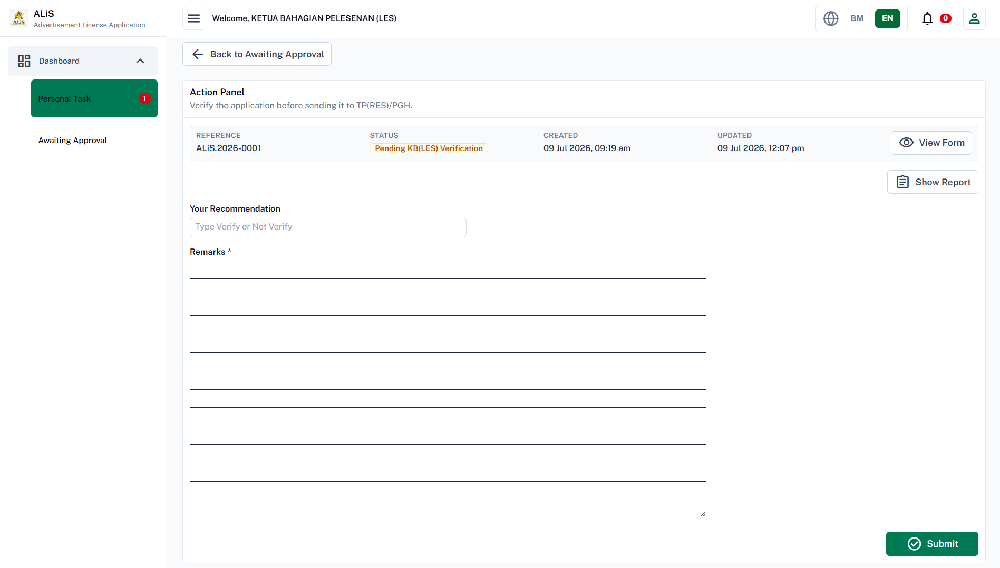 ALiS
Advertisement License Application
Welcome, KETUA BAHAGIAN PELESENAN (LES)
BM
EN
0
Dashboard
Personal Task
1
Awaiting Approval
Back to Awaiting Approval
Action Panel
Verify the application before sending it to TP(RES)/PGH.
REFERENCE
ALiS.2026-0001
STATUS
Pending KB(LES) Verification
CREATED
09 Jul 2026, 09:19 am
UPDATED
09 Jul 2026, 12:07 pm
View Form
Show Report
Your Recommendation
Type Verify or Not Verify
Remarks *
Submit